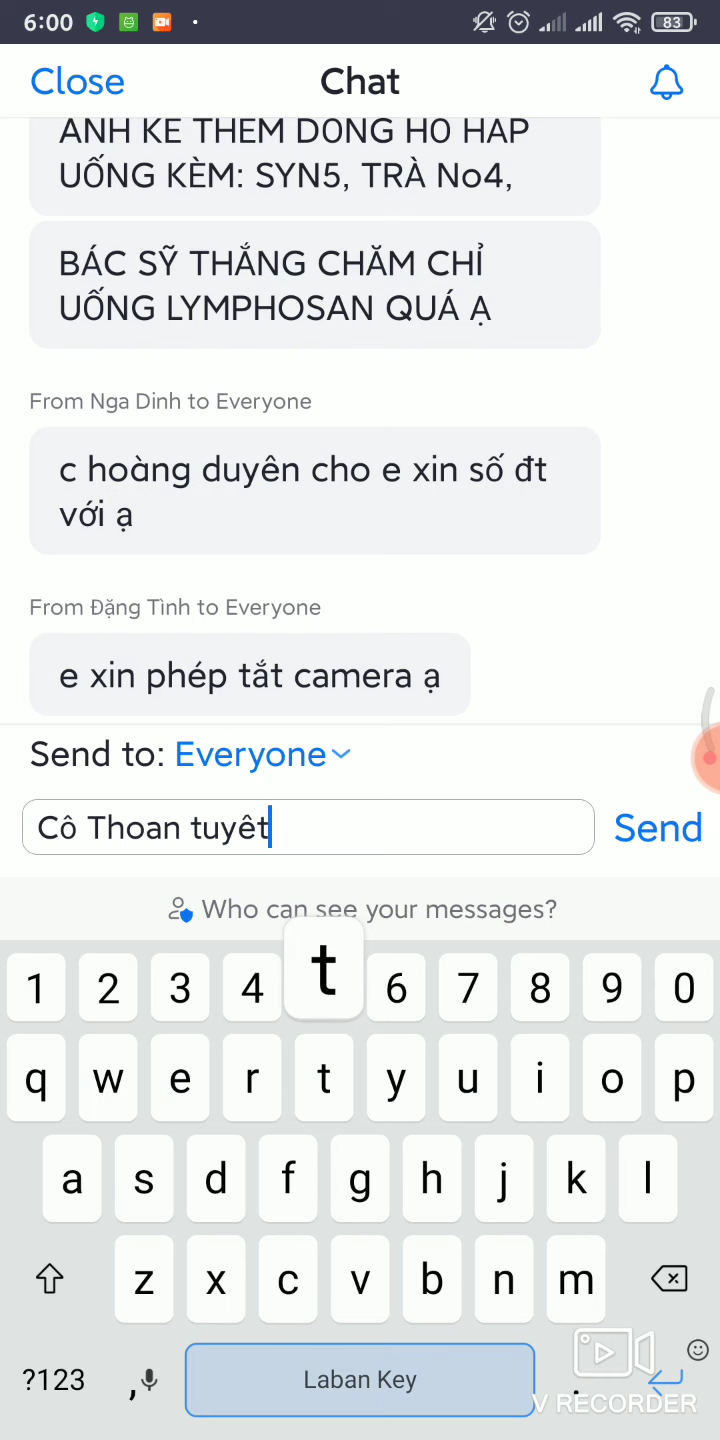 6:00
83
Close
Chat
ANH KE THEM DONG HO HAP
UỐNG KÈM: SYN5, TRÀ No4,
BÁC SỸ THẮNG CHĂM CHỈ
UỐNG LYMPHOSAN QUÁ Ạ
From Nga Dinh to Everyone
c hoàng duyên cho e xin số đt
với ạ
From Đặng Tình to Everyone
e xin phép tắt camera ạ
Send to: Everyone
Cô Thoan tuyêt
Send
Who can see your messages?
t
1 2 3 4 6 7 8 9 0
q w e r t y u i o p
a s d f g h j k l
z x c v b n m
?123 , Laban Key .
V RECORDER